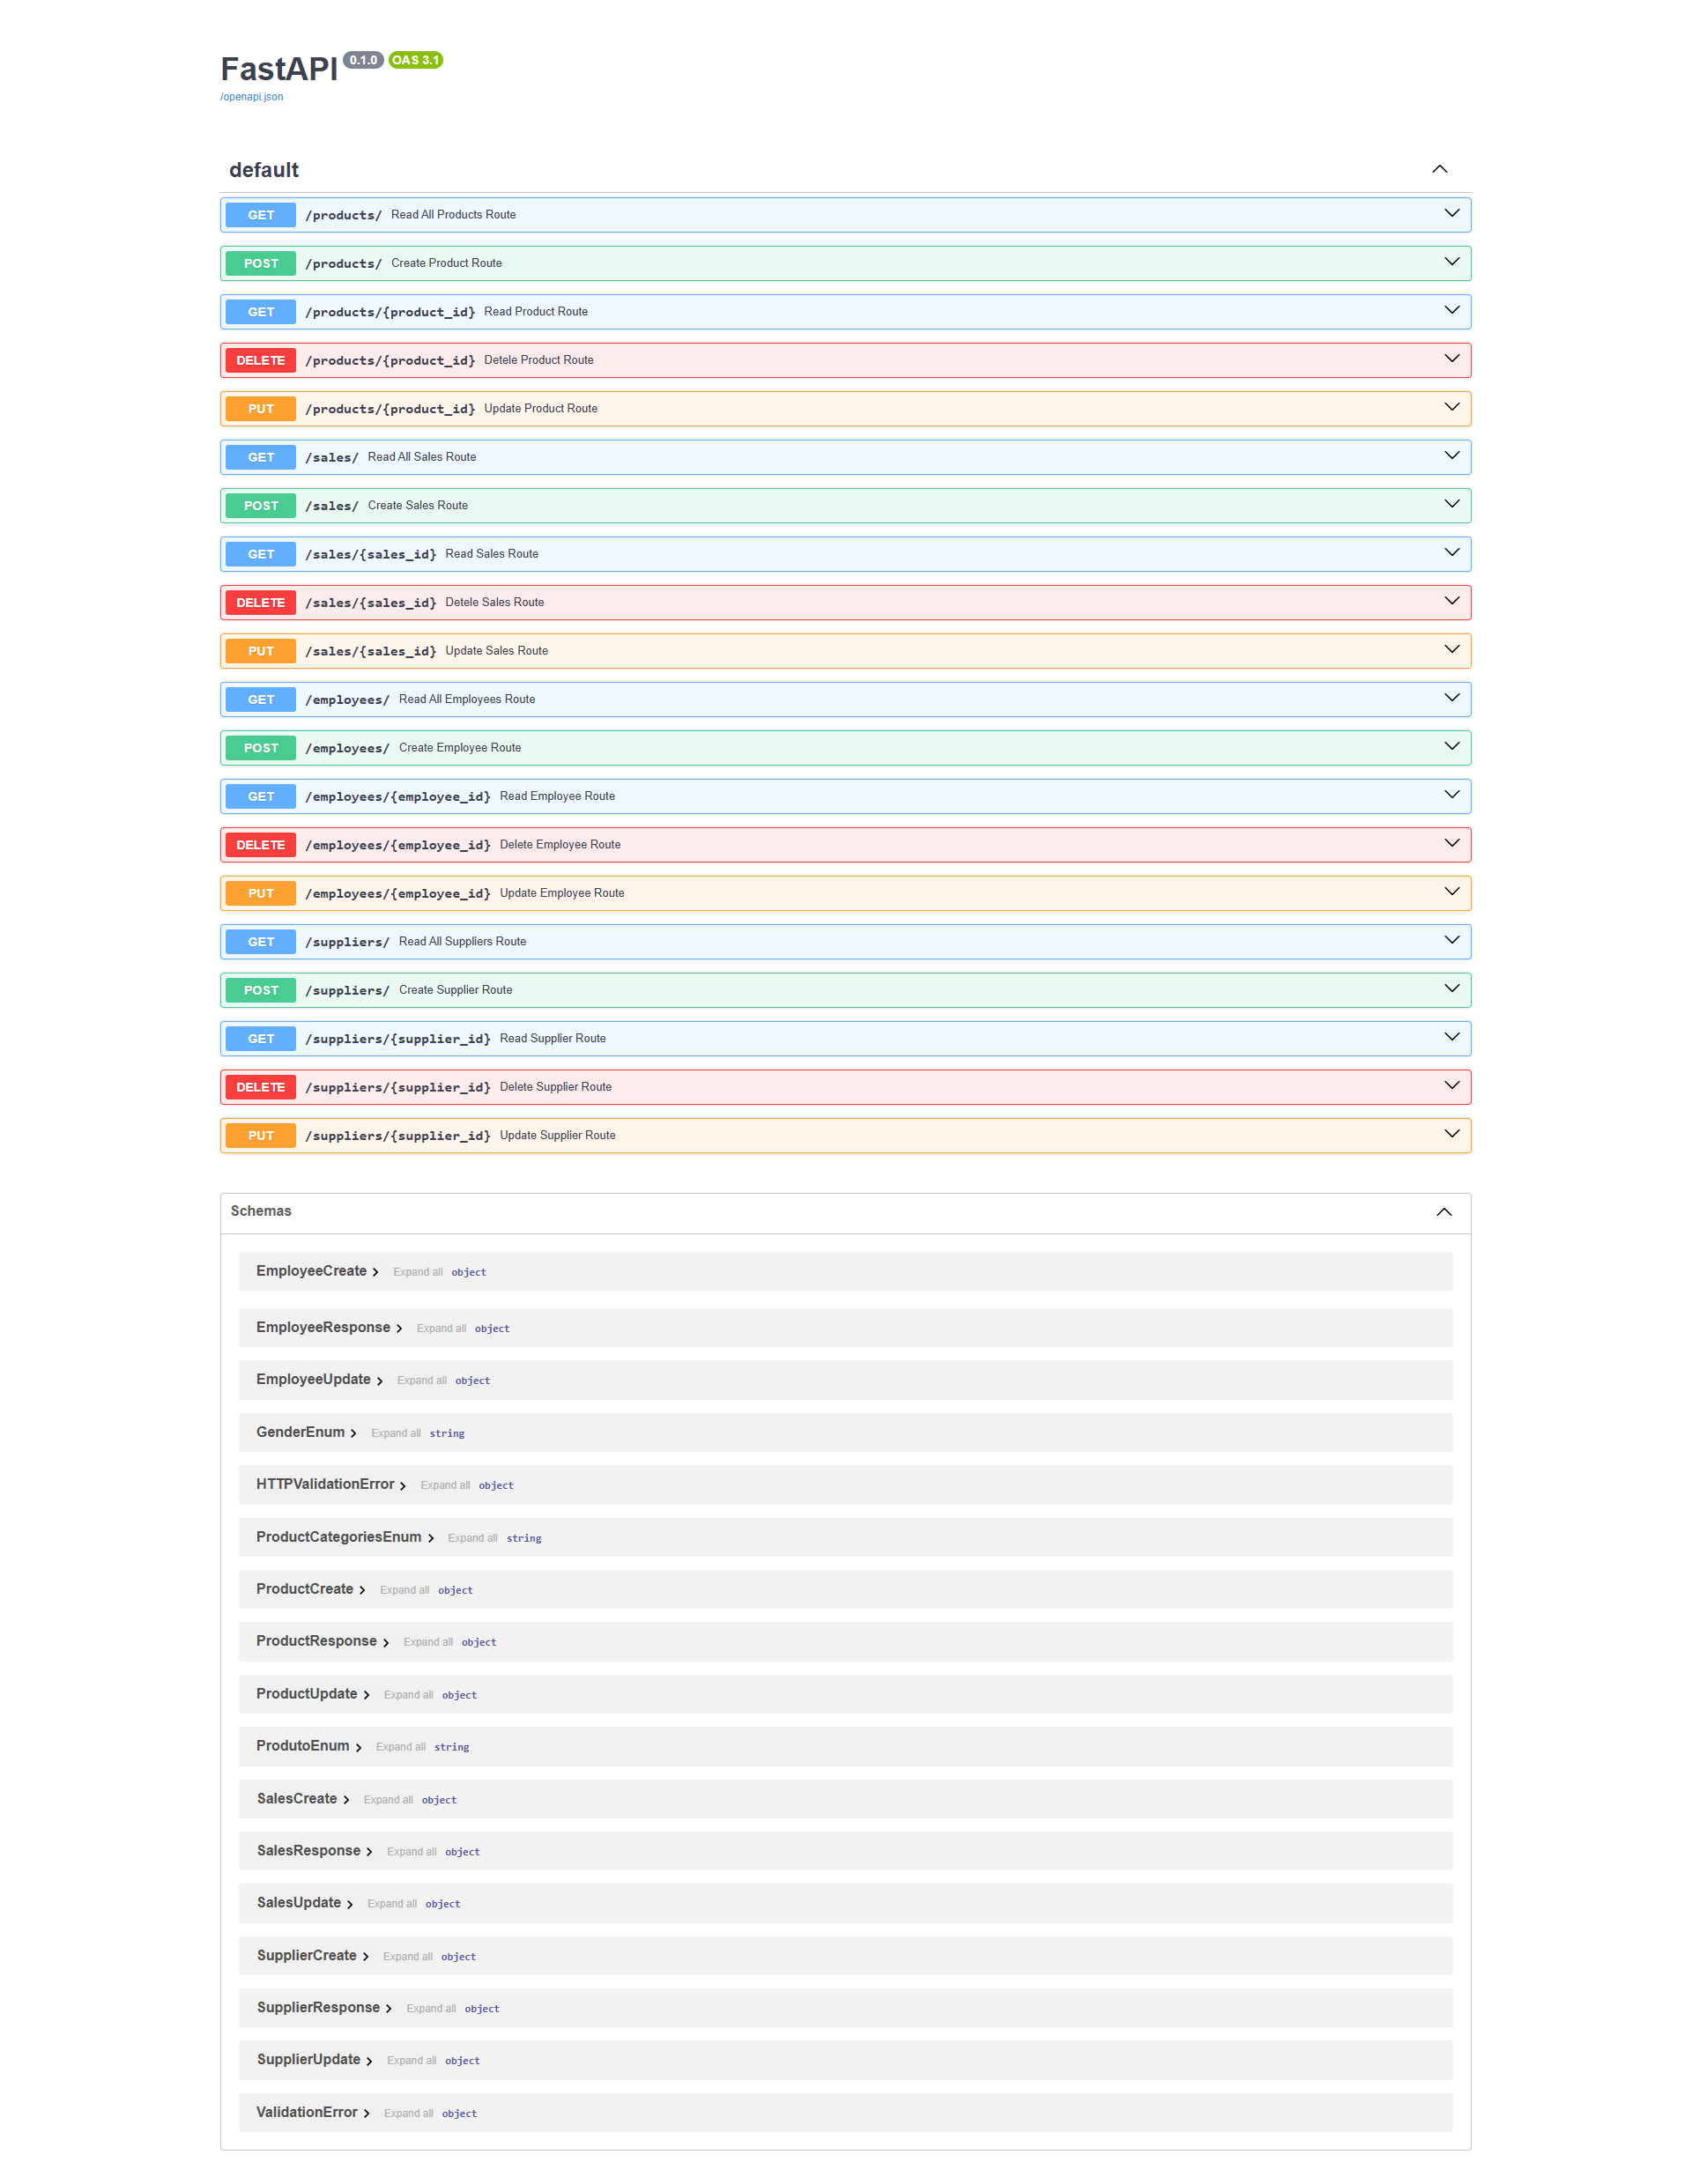 FastAPI 0.1.0 OAS 3.1
/openapi.json
default
GET /products/ Read All Products Route
POST /products/ Create Product Route
GET /products/{product_id} Read Product Route
DELETE /products/{product_id} Detele Product Route
PUT /products/{product_id} Update Product Route
GET /sales/ Read All Sales Route
POST /sales/ Create Sales Route
GET /sales/{sales_id} Read Sales Route
DELETE /sales/{sales_id} Detele Sales Route
PUT /sales/{sales_id} Update Sales Route
GET /employees/ Read All Employees Route
POST /employees/ Create Employee Route
GET /employees/{employee_id} Read Employee Route
DELETE /employees/{employee_id} Delete Employee Route
PUT /employees/{employee_id} Update Employee Route
GET /suppliers/ Read All Suppliers Route
POST /suppliers/ Create Supplier Route
GET /suppliers/{supplier_id} Read Supplier Route
DELETE /suppliers/{supplier_id} Delete Supplier Route
PUT /suppliers/{supplier_id} Update Supplier Route
Schemas
EmployeeCreate Expand all object
EmployeeResponse Expand all object
EmployeeUpdate Expand all object
GenderEnum Expand all string
HTTPValidationError Expand all object
ProductCategoriesEnum Expand all string
ProductCreate Expand all object
ProductResponse Expand all object
ProductUpdate Expand all object
ProdutoEnum Expand all string
SalesCreate Expand all object
SalesResponse Expand all object
SalesUpdate Expand all object
SupplierCreate Expand all object
SupplierResponse Expand all object
SupplierUpdate Expand all object
ValidationError Expand all object